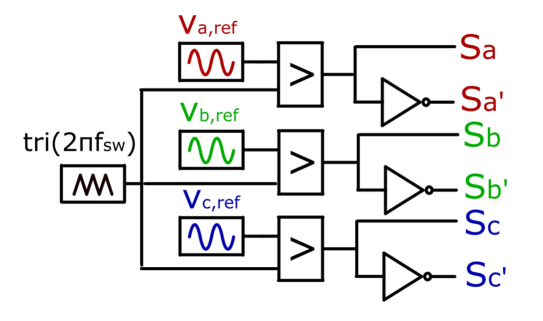 va,ref
>
Sa
Sa'
tri(2πfsw)
vb,ref
>
Sb
Sb'
vc,ref
>
Sc
Sc'